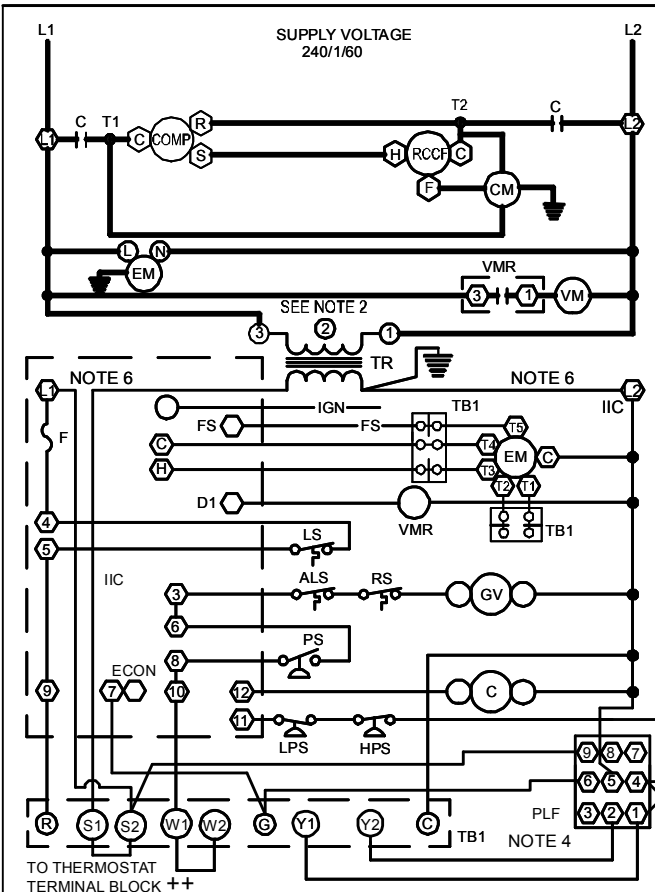 L1 SUPPLY VOLTAGE L2
240/1/60
C T1 T2 C
L1 C COMP R L2
S H RCCF C
F CM
L N
EM VMR
3 1 VM
SEE NOTE 2
3 2 1
TR
NOTE 6 NOTE 6
L1 L2
IGN TB1 IIC
F FS FS T5
C T4 EM C
H T3
T2 T1
D1
VMR TB1
4 LS
5
IIC ALS RS
3 GV
6
PS
8
ECON
9 7 10 12 C
11
LPS HPS
9 8 7
6 5 4
PLF 3 2 1
R S1 S2 W1 W2 G Y1 Y2 C TB1 NOTE 4
TO THERMOSTAT
TERMINAL BLOCK ++